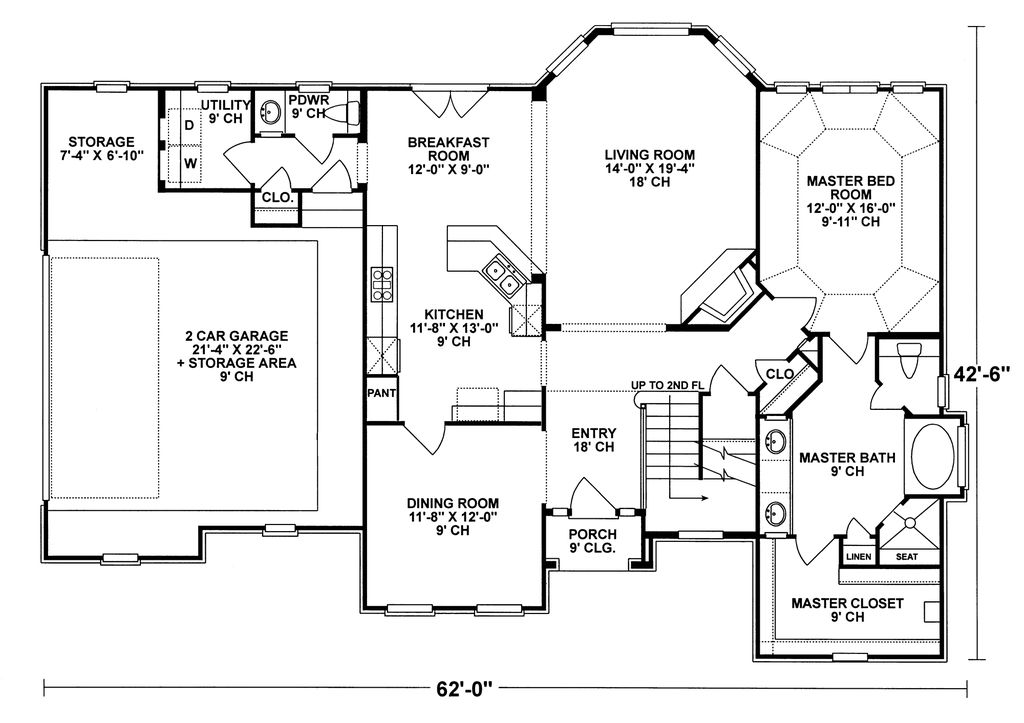 STORAGE
7'-4" X 6'-10"
UTILITY
9' CH
D
W
PDWR
9' CH
CLO.
BREAKFAST
ROOM
12'-0" X 9'-0"
LIVING ROOM
14'-0" X 19'-4"
18' CH
MASTER BED
ROOM
12'-0" X 16'-0"
9'-11" CH
2 CAR GARAGE
21'-4" X 22'-6"
+ STORAGE AREA
9' CH
KITCHEN
11'-8" X 13'-0"
9' CH
PANT
UP TO 2ND FL
CLO
42'-6"
ENTRY
18' CH
MASTER BATH
9' CH
DINING ROOM
11'-8" X 12'-0"
9' CH
PORCH
9' CLG.
LINEN
SEAT
MASTER CLOSET
9' CH
62'-0"